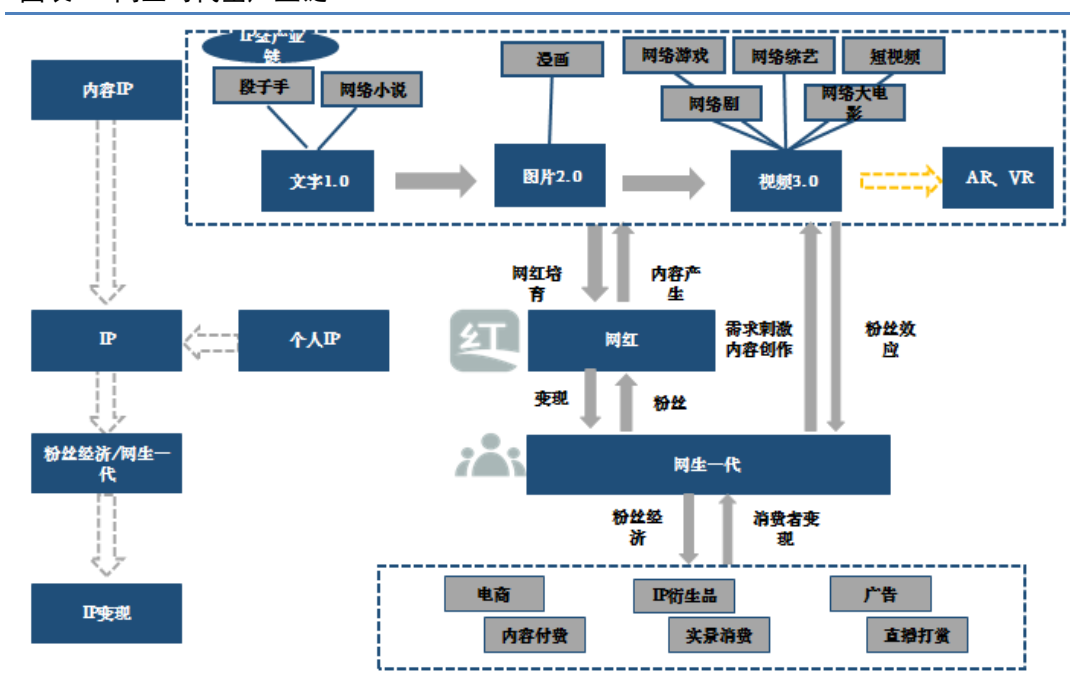 IP全产业
链
内容IP
段子手
网络小说
漫画
网络游戏
网络综艺
短视频
网络剧
网络大电
影
文字1.0
图片2.0
视频3.0
AR、VR
网红培
育
内容产
生
IP
个人IP
红
网红
需求刺激
内容创作
粉丝效
应
变现
粉丝
粉丝经济/网生一
代
网生一代
粉丝经
济
消费者变
现
IP变现
电商
IP衍生品
广告
内容付费
实景消费
直播打赏